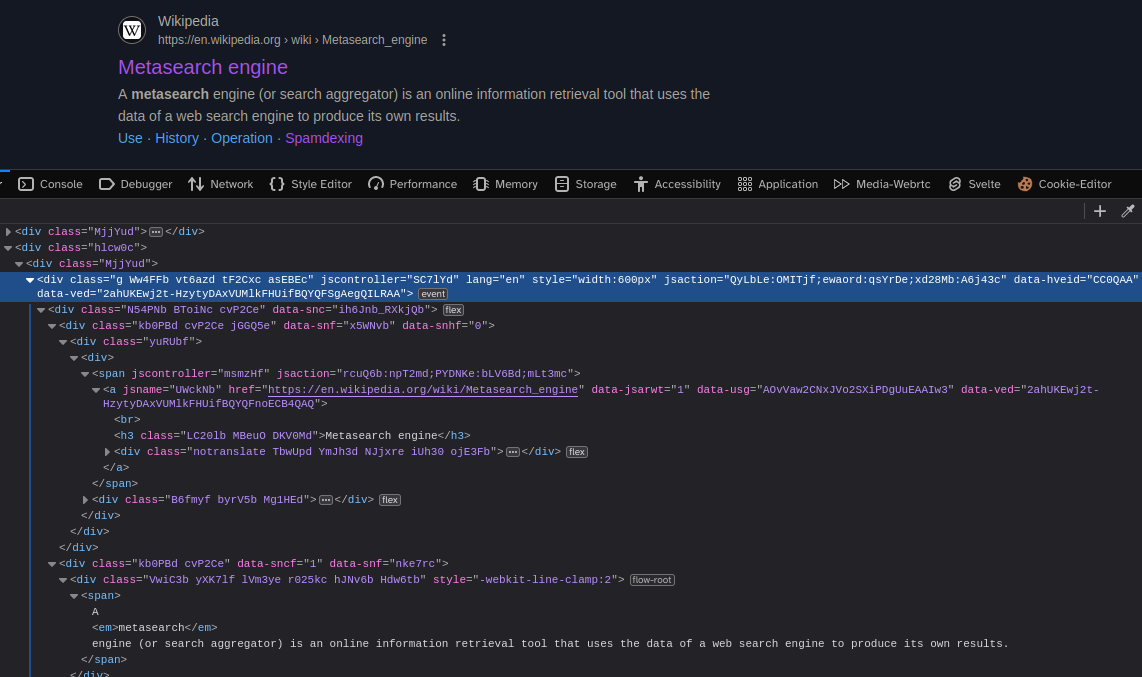 Wikipedia
https://en.wikipedia.org › wiki › Metasearch_engine
Metasearch engine
A metasearch engine (or search aggregator) is an online information retrieval tool that uses the
data of a web search engine to produce its own results.
Use · History · Operation · Spamdexing
Console Debugger Network Style Editor Performance Memory Storage Accessibility Application Media-Webrtc Svelte Cookie-Editor
<div class="MjjYud"></div>
<div class="hlcw0c">
<div class="MjjYud">
<div class="g Ww4FFb vt6azd tF2Cxc asEBEc" jscontroller="SC7lYd" lang="en" style="width:600px" jsaction="QyLbLe:OMITjf;ewaord:qsYrDe;xd28Mb:A6j43c" data-hveid="CC0QAA"
data-ved="2ahUKEwj2t-HzytyDAxVUMlkFHUifBQYQFSgAegQILRAA"> event
<div class="N54PNb BToiNc cvP2Ce" data-snc="ih6Jnb_RXkjQb"> flex
<div class="kb0PBd cvP2Ce jGGQ5e" data-snf="x5WNvb" data-snhf="0">
<div class="yuRUbf">
<div>
<span jscontroller="msmzHf" jsaction="rcuQ6b:npT2md;PYDNKe:bLV6Bd;mLt3mc">
<a jsname="UWckNb" href="https://en.wikipedia.org/wiki/Metasearch_engine" data-jsarwt="1" data-usg="AOvVaw2CNxJVo2SXiPDgUuEAAIw3" data-ved="2ahUKEwj2t-
HzytyDAxVUMlkFHUifBQYQFnoECB4QAQ">
<br>
<h3 class="LC20lb MBeuO DKV0Md">Metasearch engine</h3>
<div class="notranslate TbwUpd YmJh3d NJjxre iUh30 ojE3Fb"></div> flex
</a>
</span>
<div class="B6fmyf byrV5b Mg1HEd"></div> flex
</div>
</div>
</div>
<div class="kb0PBd cvP2Ce" data-sncf="1" data-snf="nke7rc">
<div class="VwiC3b yXK7lf lVm3ye r025kc hJNv6b Hdw6tb" style="-webkit-line-clamp:2"> flow-root
<span>
A
<em>metasearch</em>
engine (or search aggregator) is an online information retrieval tool that uses the data of a web search engine to produce its own results.
</span>
</div>